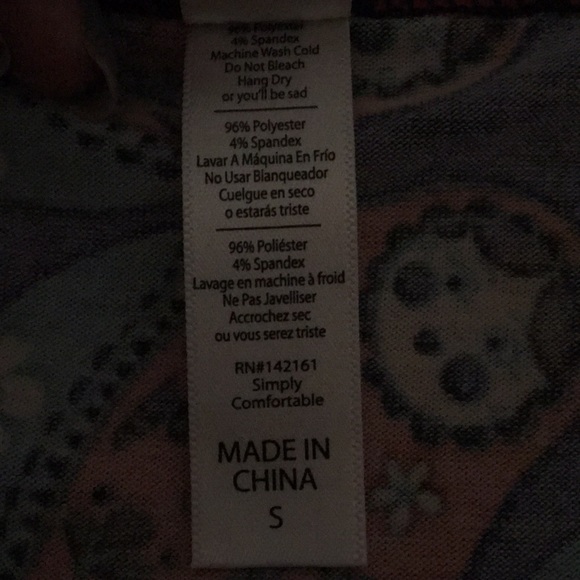 96% Polyester
4% Spandex
Machine Wash Cold
Do Not Bleach
Hang Dry
or you'll be sad
96% Polyester
4% Spandex
Lavar A Máquina En Frío
No Usar Blanqueador
Cuelgue en seco
o estarás triste
96% Poliéster
4% Spandex
Lavage en machine à froid
Ne Pas Javelliser
Accrochez sec
ou vous serez triste
RN#142161
Simply
Comfortable
MADE IN
CHINA
S